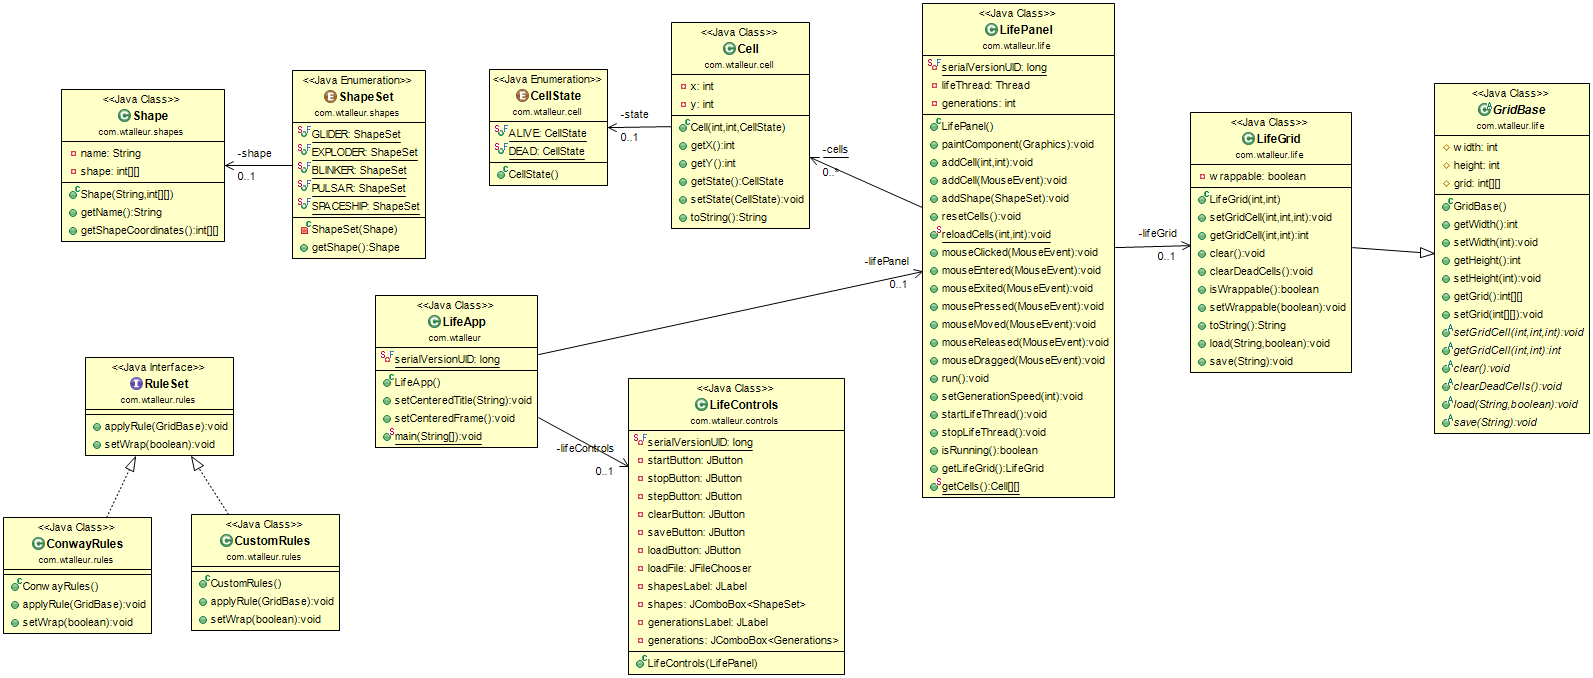 <<Java Class>>
Shape
com.wtalleur.shapes
name: String
shape: int[][]
Shape(String,int[][])
getName():String
getShapeCoordinates():int[][]
-shape
0..1
<<Java Enumeration>>
ShapeSet
com.wtalleur.shapes
GLIDER: ShapeSet
EXPLODER: ShapeSet
BLINKER: ShapeSet
PULSAR: ShapeSet
SPACESHIP: ShapeSet
ShapeSet(Shape)
getShape():Shape
<<Java Enumeration>>
CellState
com.wtalleur.cell
ALIVE: CellState
DEAD: CellState
CellState()
-state
0..1
<<Java Class>>
Cell
com.wtalleur.cell
x: int
y: int
Cell(int,int,CellState)
getX():int
getY():int
getState():CellState
setState(CellState):void
toString():String
-cells
0..*
<<Java Class>>
LifePanel
com.wtalleur.life
serialVersionUID: long
lifeThread: Thread
generations: int
LifePanel()
paintComponent(Graphics):void
addCell(int,int):void
addCell(MouseEvent):void
addShape(ShapeSet):void
resetCells():void
reloadCells(int,int):void
mouseClicked(MouseEvent):void
mouseEntered(MouseEvent):void
mouseExited(MouseEvent):void
mousePressed(MouseEvent):void
mouseMoved(MouseEvent):void
mouseReleased(MouseEvent):void
mouseDragged(MouseEvent):void
run():void
setGenerationSpeed(int):void
startLifeThread():void
stopLifeThread():void
isRunning():boolean
getLifeGrid():LifeGrid
getCells():Cell[][]
-lifeGrid
0..1
<<Java Class>>
LifeGrid
com.wtalleur.life
wrappable: boolean
LifeGrid(int,int)
setGridCell(int,int,int):void
getGridCell(int,int):int
clear():void
clearDeadCells():void
isWrappable():boolean
setWrappable(boolean):void
toString():String
load(String,boolean):void
save(String):void
<<Java Class>>
GridBase
com.wtalleur.life
width: int
height: int
grid: int[][]
GridBase()
getWidth():int
setWidth(int):void
getHeight():int
setHeight(int):void
getGrid():int[][]
setGrid(int[][]):void
setGridCell(int,int,int):void
getGridCell(int,int):int
clear():void
clearDeadCells():void
load(String,boolean):void
save(String):void
-lifePanel
0..1
<<Java Class>>
LifeApp
com.wtalleur
serialVersionUID: long
LifeApp()
setCenteredTitle(String):void
setCenteredFrame():void
main(String[]):void
-lifeControls
0..1
<<Java Class>>
LifeControls
com.wtalleur.controls
serialVersionUID: long
startButton: JButton
stopButton: JButton
stepButton: JButton
clearButton: JButton
saveButton: JButton
loadButton: JButton
loadFile: JFileChooser
shapesLabel: JLabel
shapes: JComboBox<ShapeSet>
generationsLabel: JLabel
generations: JComboBox<Generations>
LifeControls(LifePanel)
<<Java Interface>>
RuleSet
com.wtalleur.rules
applyRule(GridBase):void
setWrap(boolean):void
<<Java Class>>
ConwayRules
com.wtalleur.rules
ConwayRules()
applyRule(GridBase):void
setWrap(boolean):void
<<Java Class>>
CustomRules
com.wtalleur.rules
CustomRules()
applyRule(GridBase):void
setWrap(boolean):void